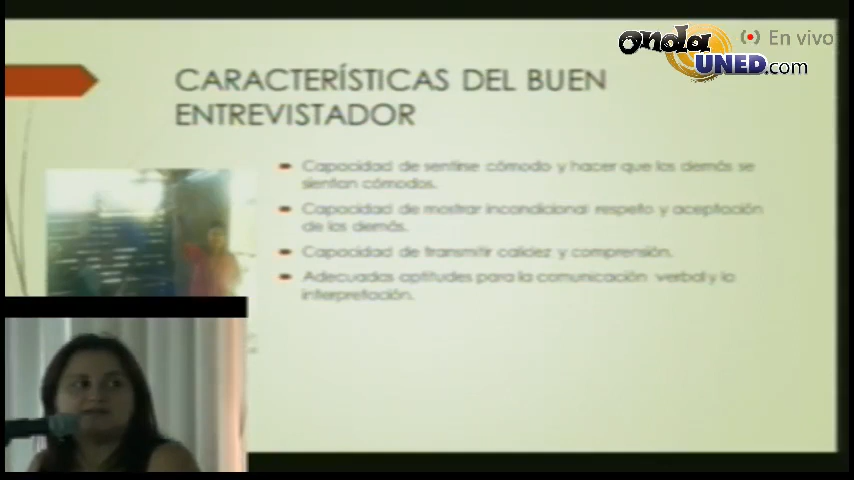 onda
UNED.com
En vivo
CARACTERÍSTICAS DEL BUEN
ENTREVISTADOR
Capacidad de sentirse cómodo y hacer que los demás se
sientan cómodos.
Capacidad de mostrar incondicional respeto y aceptación
de los demás.
Capacidad de transmitir calidez y comprensión.
Adecuadas aptitudes para la comunicación verbal y la
interpretación.